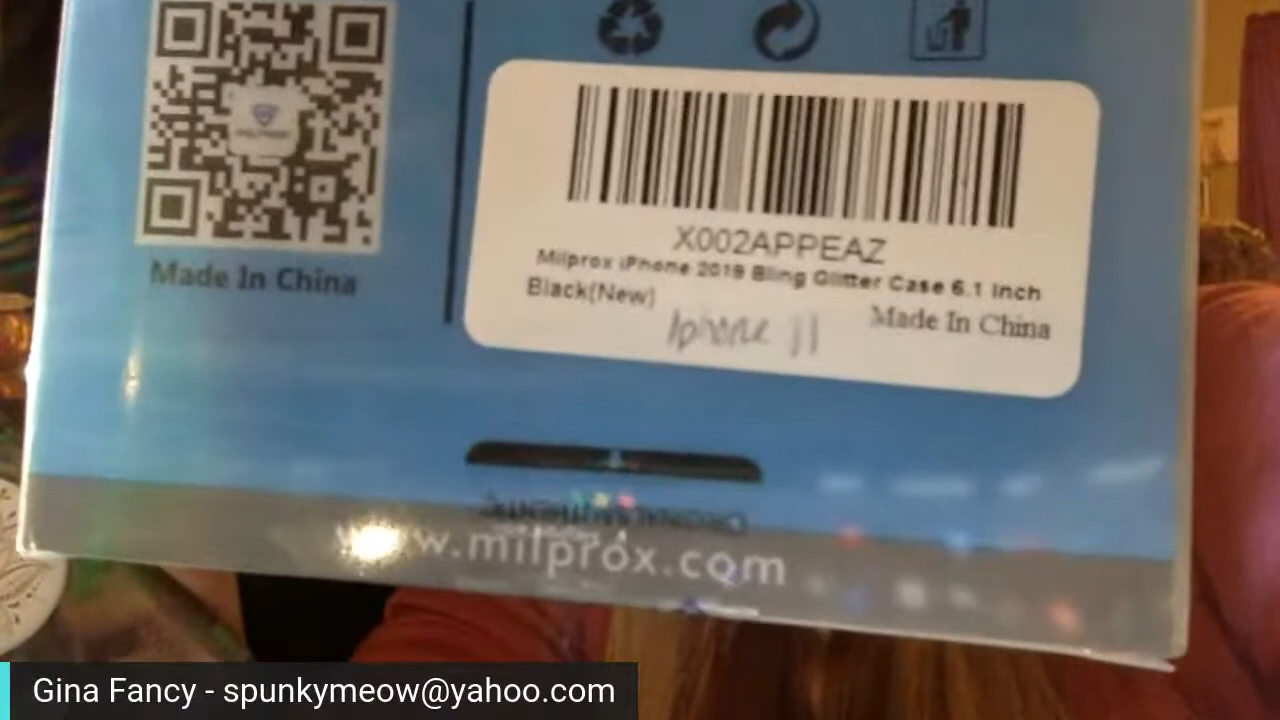 Made In China
X002APPEAZ
Milprox iPhone 2019 Bling Glitter Case 6.1 Inch
Black(New)
Iphone 11
Made In China
www.milprox.com
Gina Fancy - spunkymeow@yahoo.com